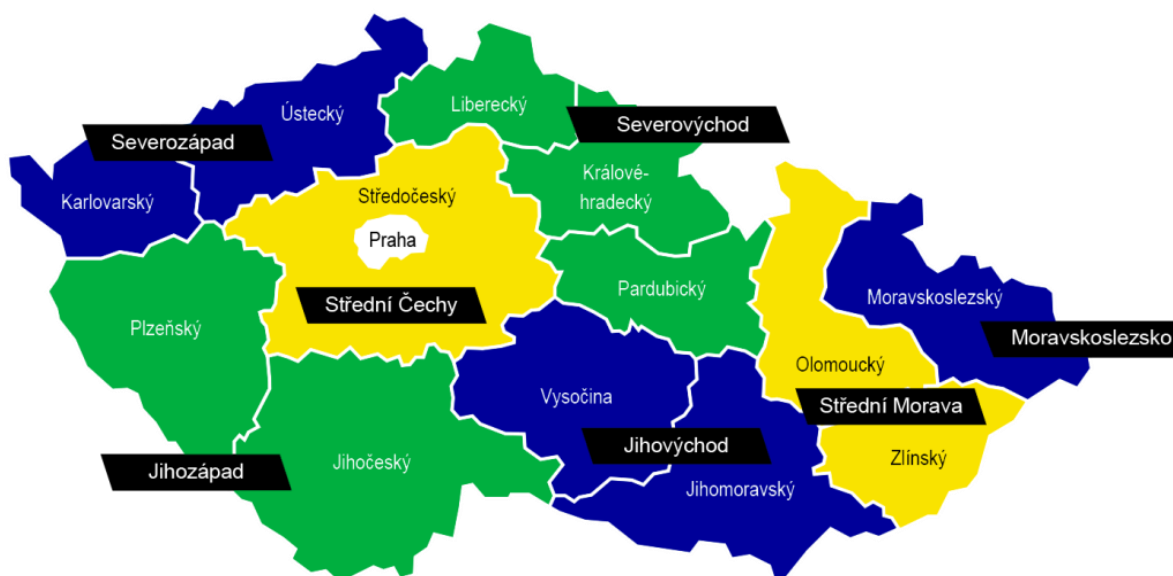 Liberecký
Ústecký
Severovýchod
Severozápad
Králové-
hradecký
Středočeský
Karlovarský
Praha
Pardubický
Moravskoslezský
Střední Čechy
Plzeňský
Moravskoslezsko
Olomoucký
Vysočina
Střední Morava
Jihovýchod
Zlínský
Jihočeský
Jihozápad
Jihomoravský